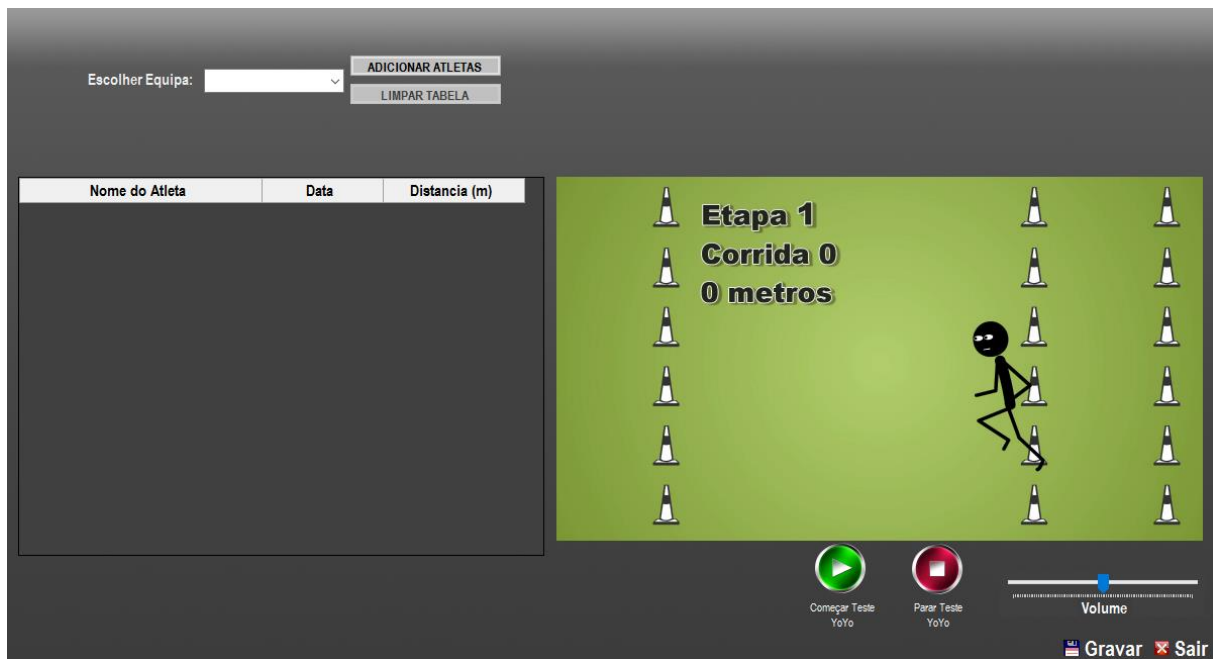 Escolher Equipa:
ADICIONAR ATLETAS
LIMPAR TABELA
Nome do Atleta
Data
Distancia (m)
Etapa 1
Corrida 0
0 metros
Começar Teste
YoYo
Parar Teste
YoYo
Volume
Gravar
Sair